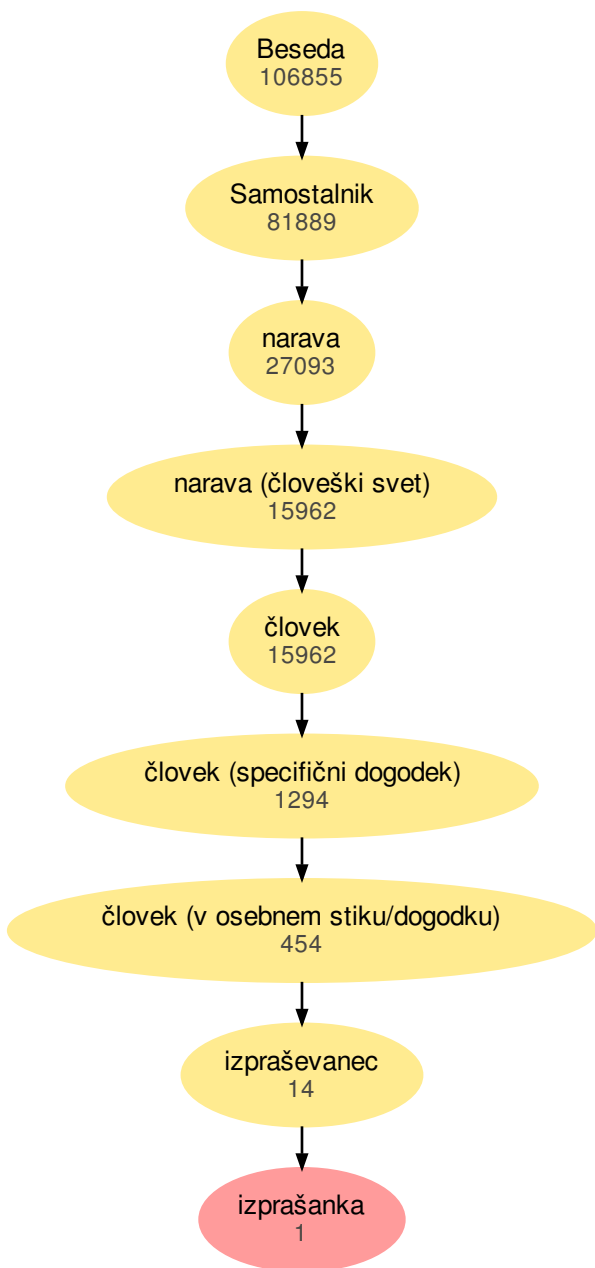 Beseda
106855
Samostalnik
81889
narava
27093
narava (človeški svet)
15962
človek
15962
človek (specifični dogodek)
1294
človek (v osebnem stiku/dogodku)
454
izpraševanec
14
izprašanka
1